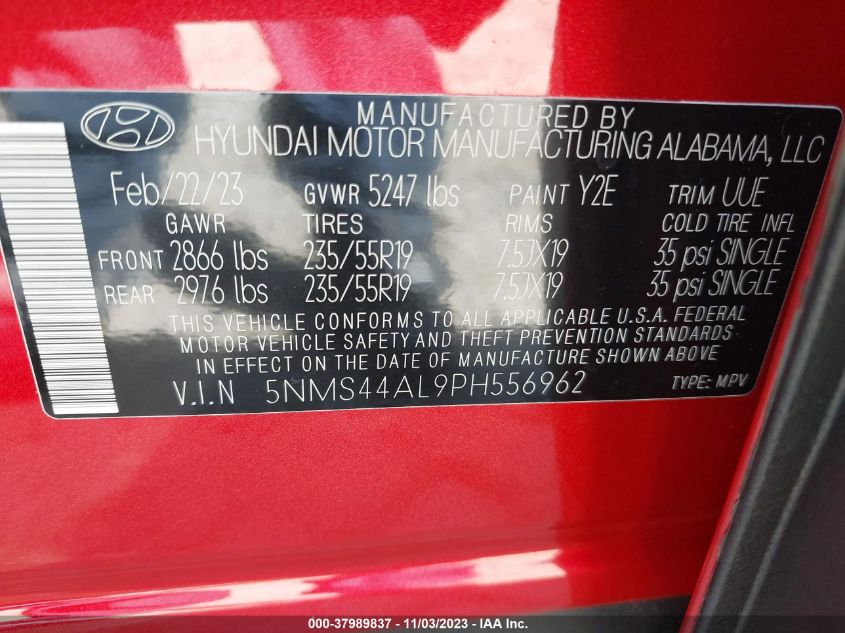 MANUFACTURED BY
HYUNDAI MOTOR MANUFACTURING ALABAMA, LLC
Feb/22/23 GVWR 5247 lbs PAINT Y2E TRIM UUE
GAWR TIRES RIMS COLD TIRE INFL
FRONT 2866 lbs 235/55R19 7.5JX19 35 psi SINGLE
REAR 2976 lbs 235/55R19 7.5JX19 35 psi SINGLE
THIS VEHICLE CONFORMS TO ALL APPLICABLE U.S.A. FEDERAL
MOTOR VEHICLE SAFETY AND THEFT PREVENTION STANDARDS
IN EFFECT ON THE DATE OF MANUFACTURE SHOWN ABOVE
V.I.N 5NMS44AL9PH556962 TYPE: MPV
000-37989837 - 11/03/2023 - IAA Inc.